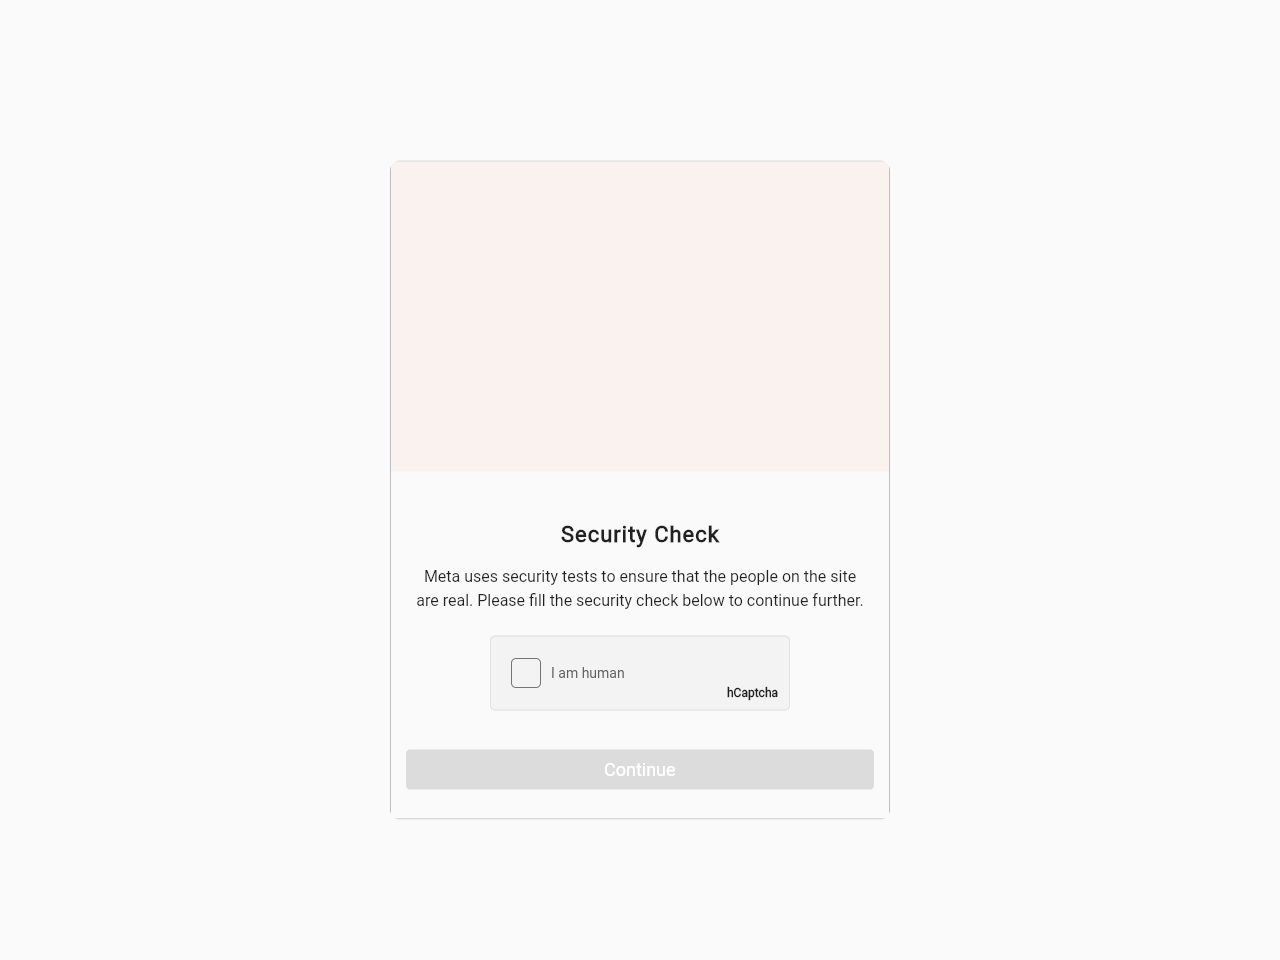 Security Check
Meta uses security tests to ensure that the people on the site
are real. Please fill the security check below to continue further.
I am human
hCaptcha
Continue